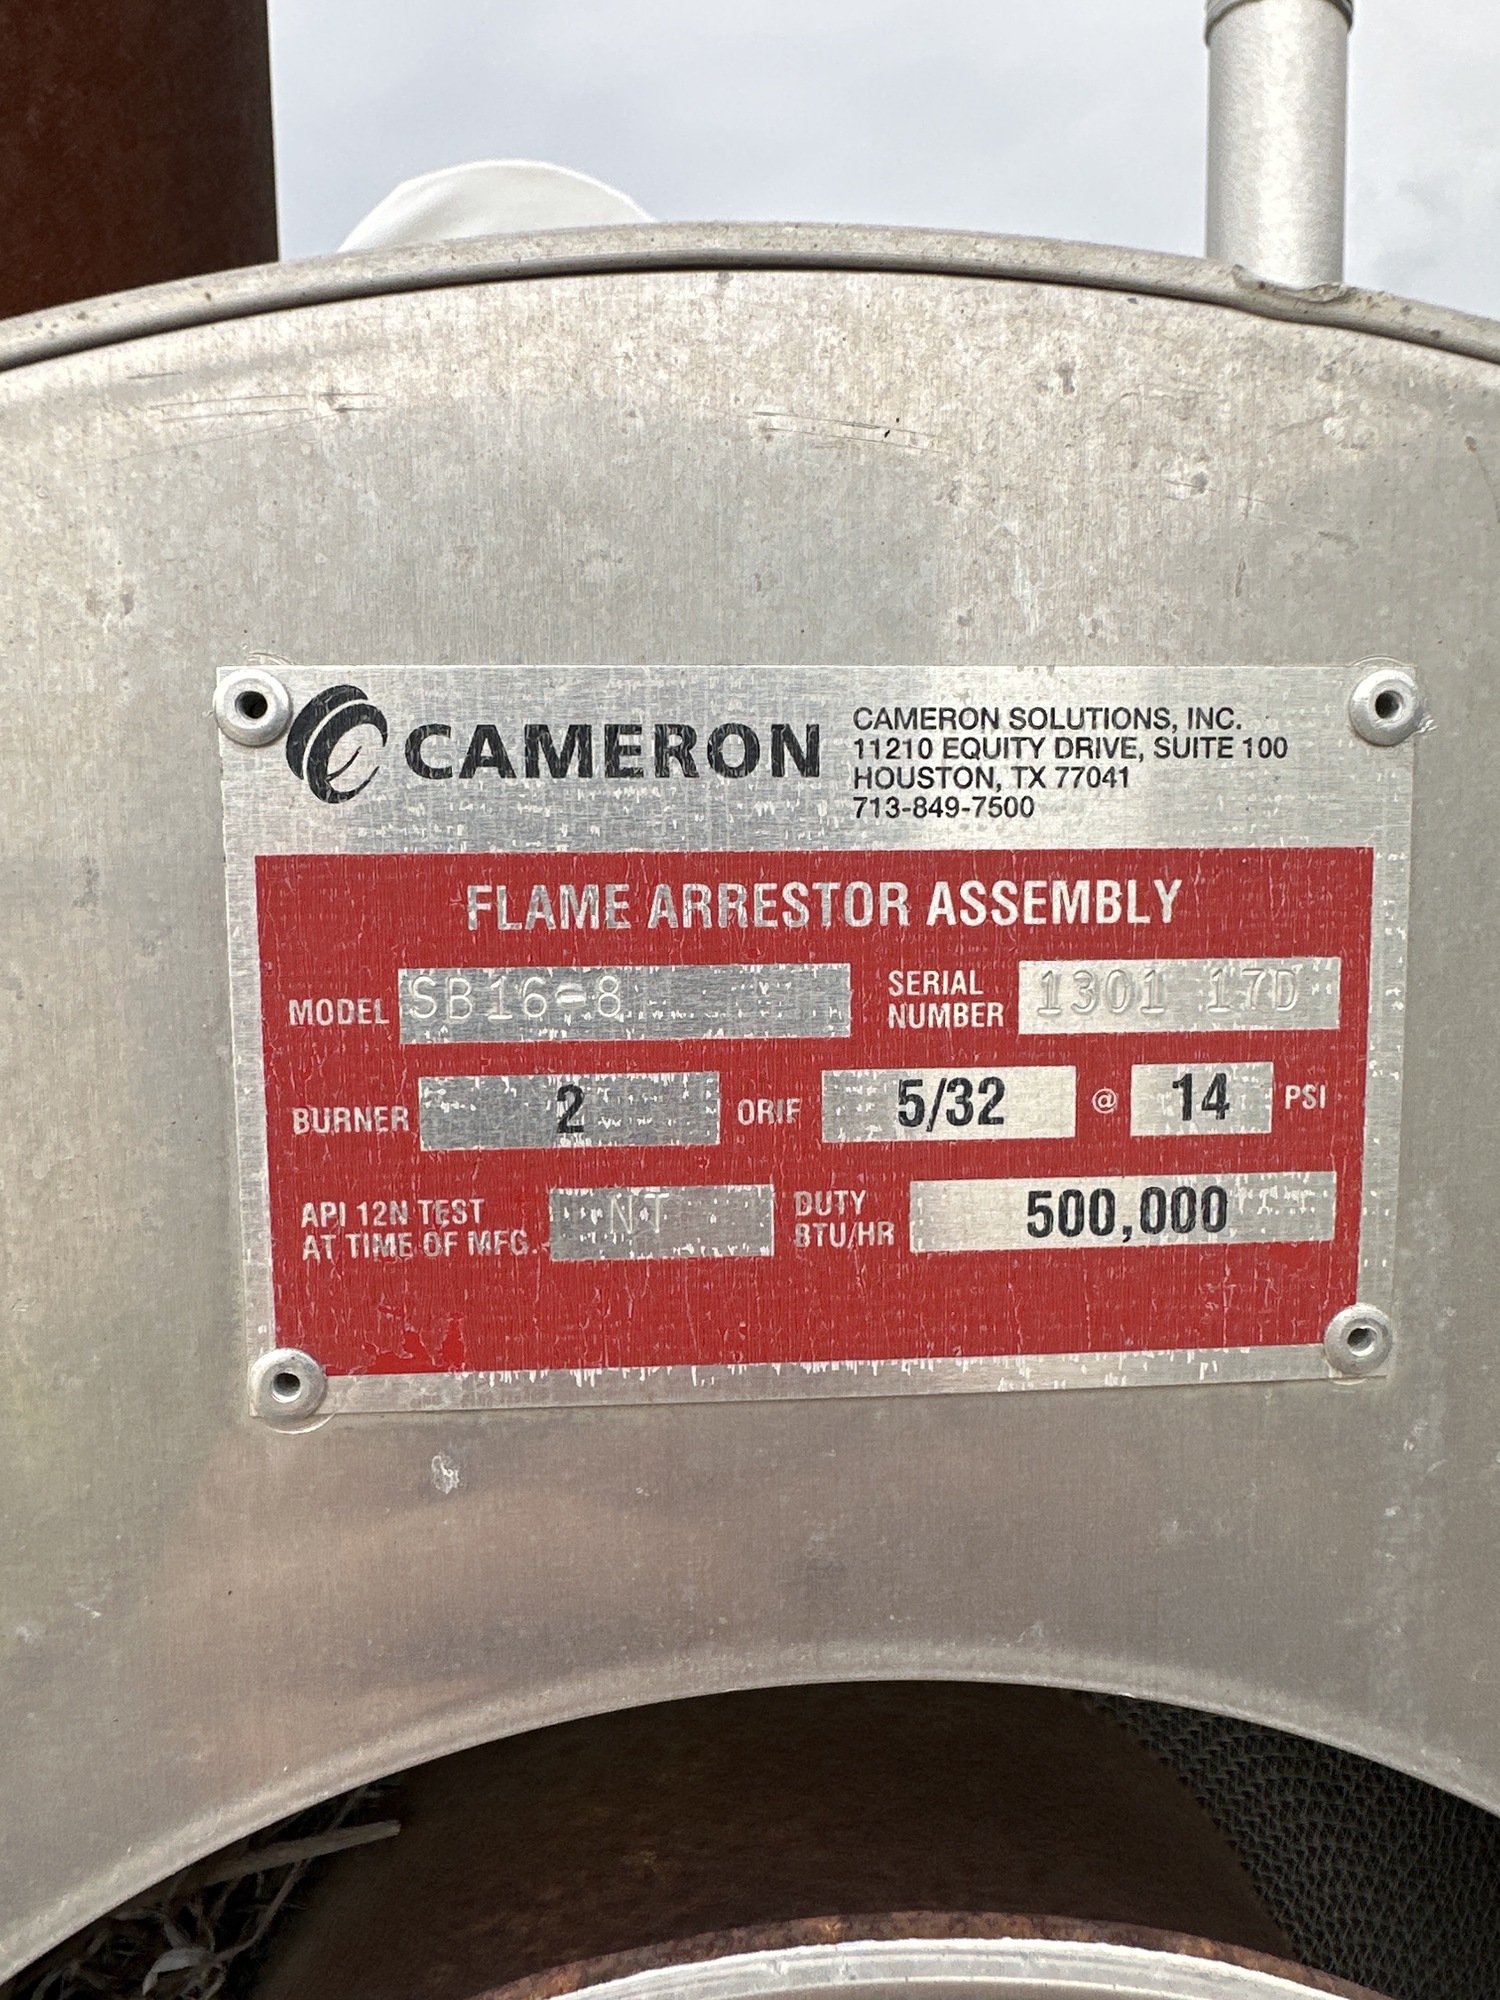 CAMERON
CAMERON SOLUTIONS, INC.
11210 EQUITY DRIVE, SUITE 100
HOUSTON, TX 77041
713-849-7500
FLAME ARRESTOR ASSEMBLY
MODEL SB16-8
SERIAL NUMBER 1301 17D
BURNER 2 ORIF 5/32 @ 14 PSI
API 12N TEST AT TIME OF MFG. NT
DUTY BTU/HR 500,000